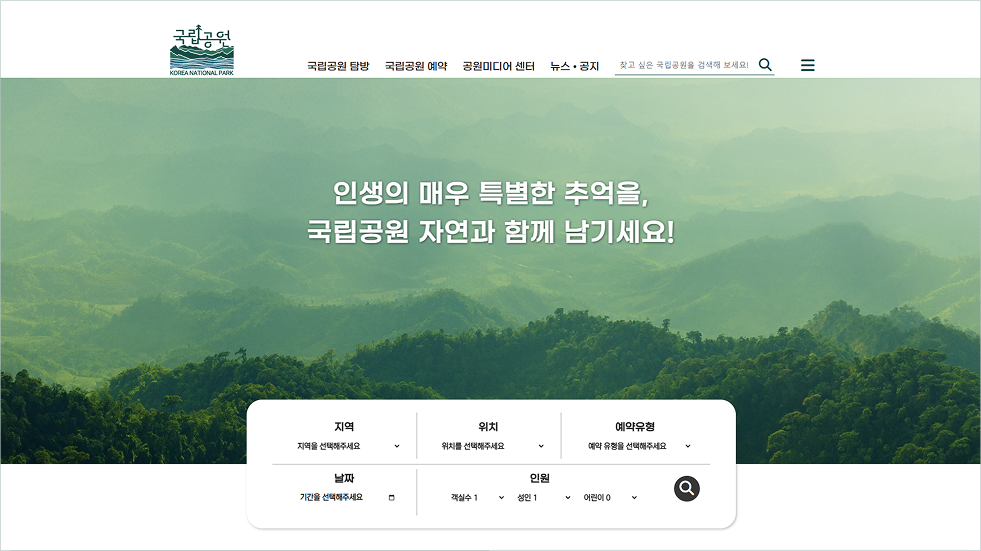 국립공원
KOREA NATIONAL PARK
국립공원 탐방 국립공원 예약 공원미디어 센터 뉴스 • 공지 찾고 싶은 국립공원을 검색해 보세요!
인생의 매우 특별한 추억을,
국립공원 자연과 함께 남기세요!
지역 위치 예약유형
지역을 선택해주세요 위치를 선택해주세요 예약 유형을 선택해주세요
날짜 인원
기간을 선택해주세요 객실수 1 성인 1 어린이 0